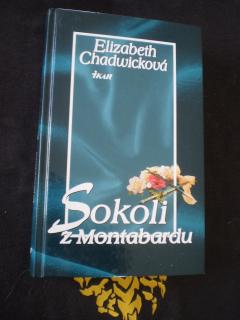 Elizabeth
Chadwicková
IKAR
Sokoli
z Montabardu